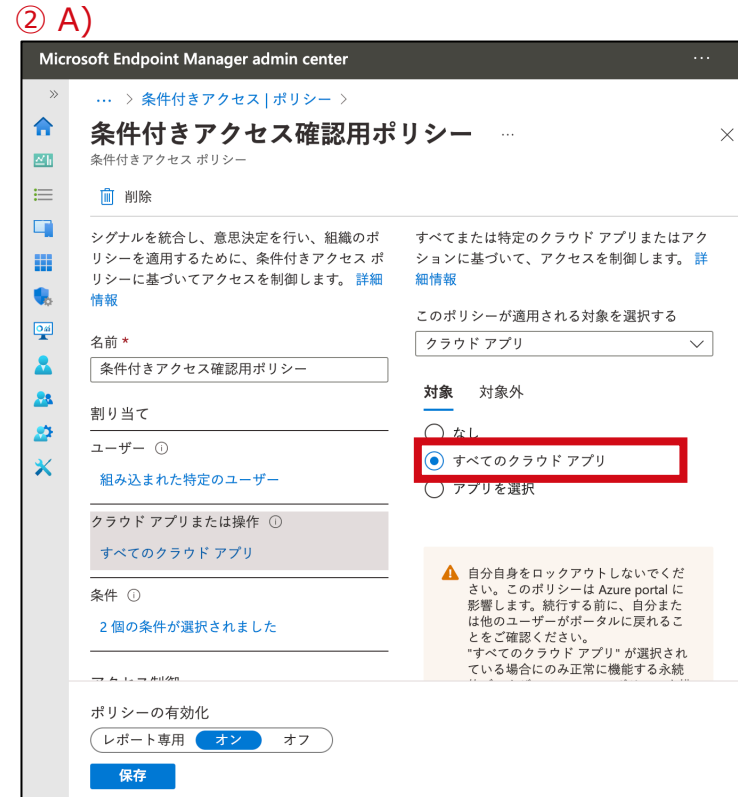 ② A)
Microsoft Endpoint Manager admin center ...
» ... > 条件付きアクセス | ポリシー >
条件付きアクセス確認用ポリシー ...
条件付きアクセス ポリシー
削除
シグナルを統合し、意思決定を行い、組織のポ
リシーを適用するために、条件付きアクセス ポ
リシーに基づいてアクセスを制御します。 詳細
情報
名前 *
条件付きアクセス確認用ポリシー
割り当て
ユーザー
組み込まれた特定のユーザー
クラウド アプリまたは操作
すべてのクラウド アプリ
条件
2 個の条件が選択されました
すべてまたは特定のクラウド アプリまたはアク
ションに基づいて、アクセスを制御します。 詳
細情報
このポリシーが適用される対象を選択する
クラウド アプリ
対象 対象外
なし
すべてのクラウド アプリ
アプリを選択
自分自身をロックアウトしないでくだ
さい。このポリシーは Azure portal に
影響します。続行する前に、自分また
は他のユーザーがポータルに戻れるこ
とをご確認ください。
"すべてのクラウド アプリ" が選択され
ている場合にのみ正常に機能する永続
ポリシーの有効化
レポート専用 オン オフ
保存